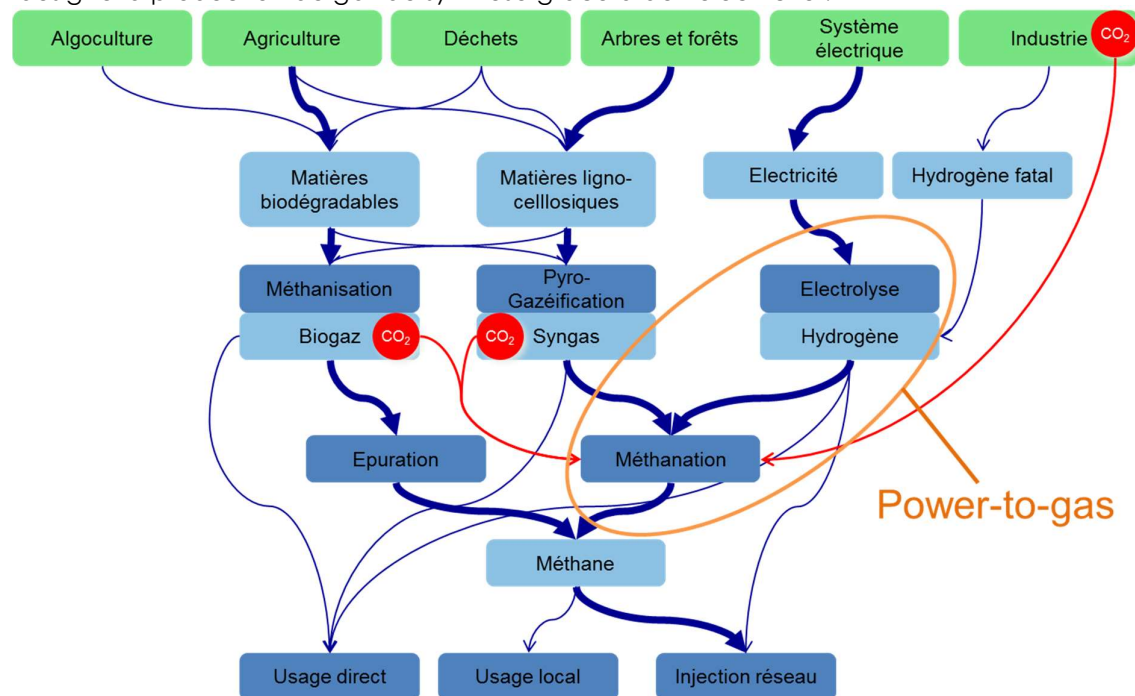 Algoculture
Agriculture
Déchets
Arbres et forêts
Système
électrique
Industrie
CO2
Matières
biodégradables
Matières ligno-
celllosiques
Electricité
Hydrogène fatal
Méthanisation
Pyro-
Gazéification
Electrolyse
Biogaz
CO2
CO2
Syngas
Hydrogène
Epuration
Méthanation
Power-to-gas
Méthane
Usage direct
Usage local
Injection réseau